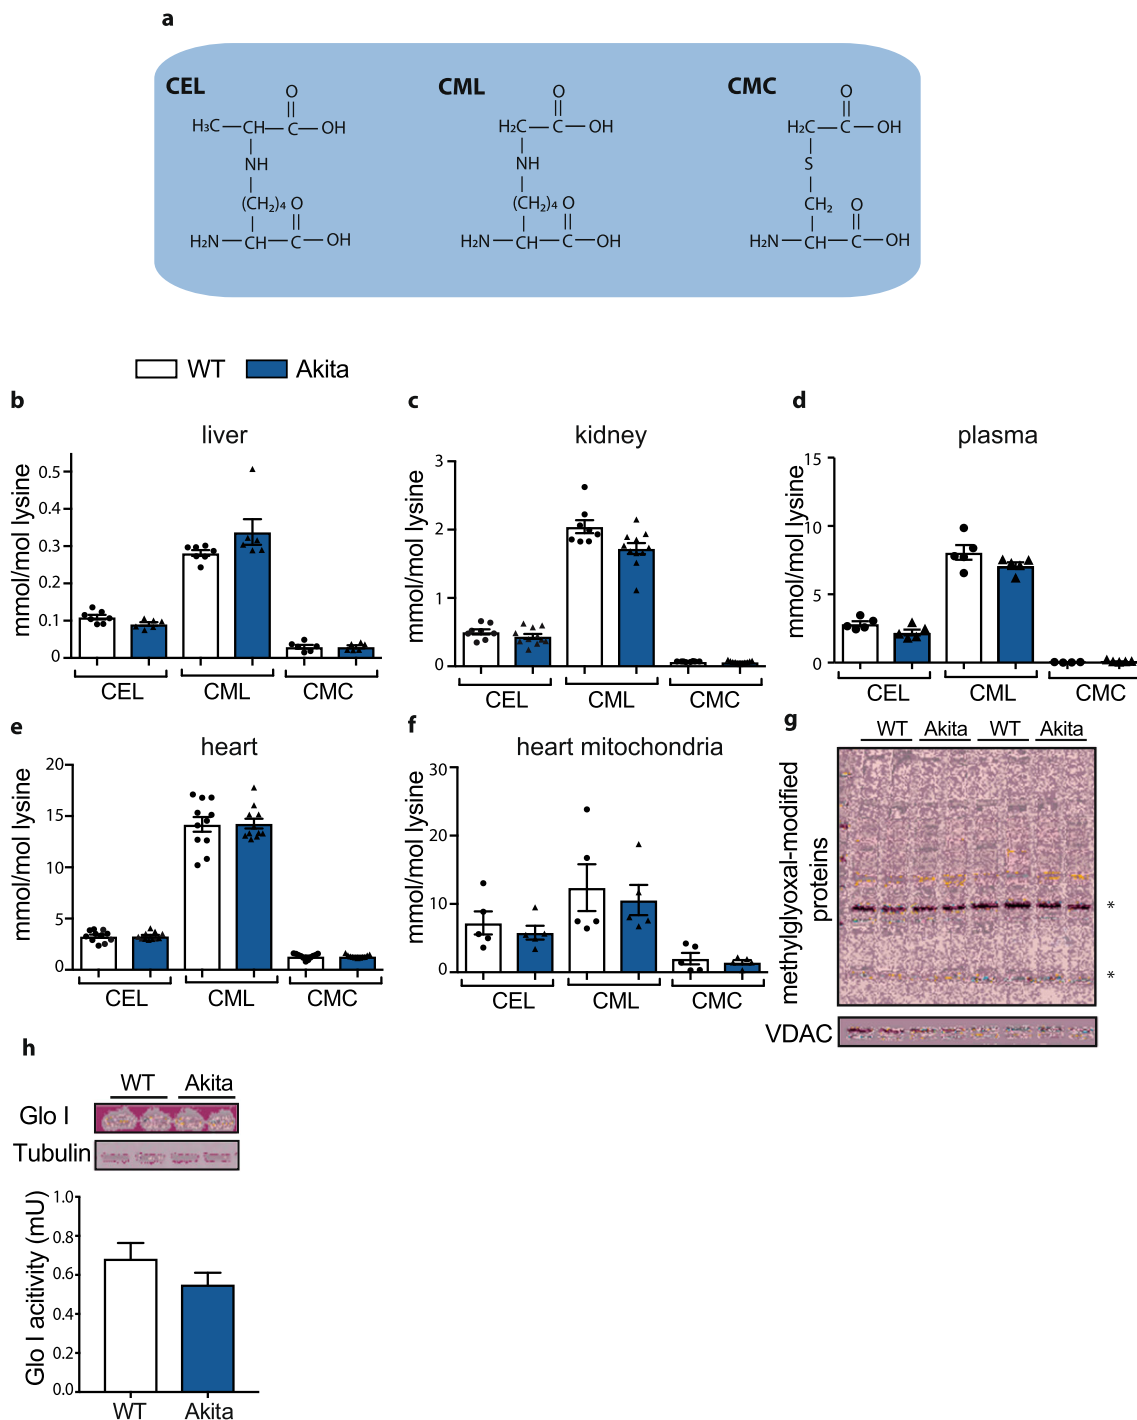 a
CEL
CML
CMC
O
O
O
H₃C—CH—C—OH
H₂C—C—OH
H₂C—C—OH
NH
NH
S
(CH₂)₄ O
(CH₂)₄ O
CH₂ O
H₂N—CH—C—OH
H₂N—CH—C—OH
H₂N—CH—C—OH
WT Akita
b
liver
mmol/mol lysine
0.5
0.4
0.3
0.2
0.1
0
CEL CML CMC
c
kidney
mmol/mol lysine
3
2
1
0
CEL CML CMC
d
plasma
mmol/mol lysine
15
10
5
0
CEL CML CMC
e
heart
mmol/mol lysine
20
15
10
5
0
CEL CML CMC
f
heart mitochondria
mmol/mol lysine
30
20
10
0
CEL CML CMC
g
WT Akita WT Akita
methylglyoxal-modified
proteins
*
*
VDAC
h
WT Akita
Glo I
Tubulin
Glo I acitivity (mU)
1.0
0.8
0.6
0.4
0.2
0.0
WT Akita